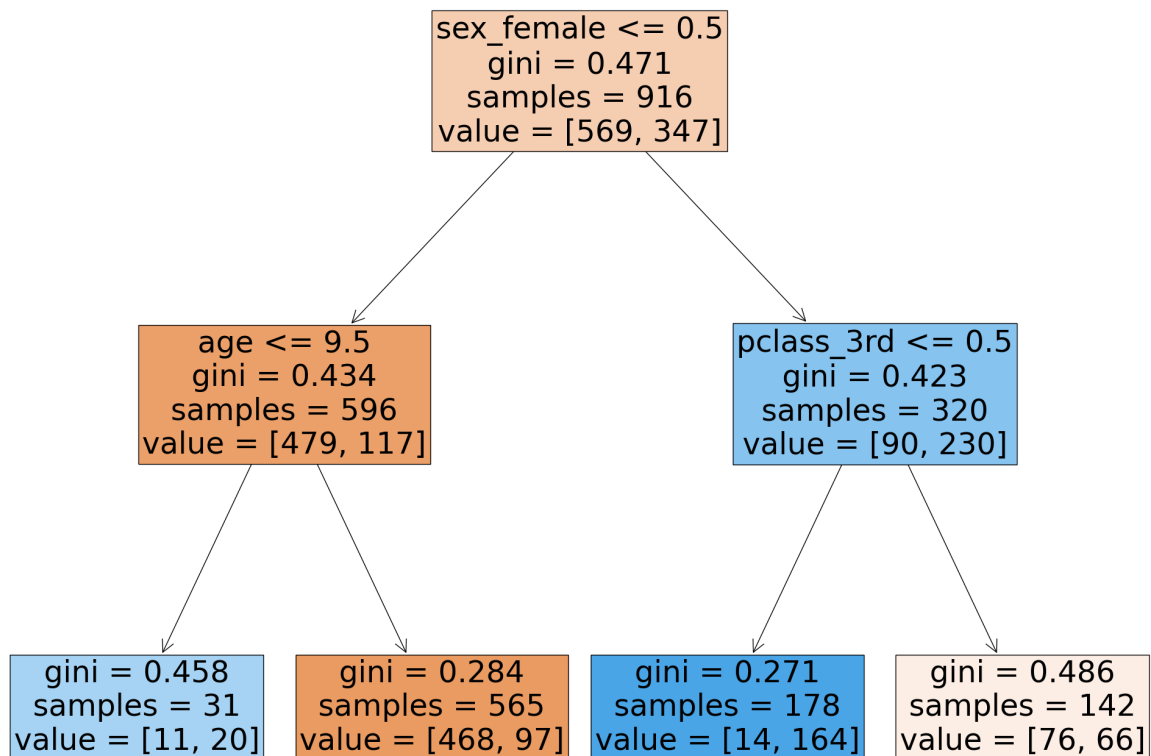 sex_female <= 0.5
gini = 0.471
samples = 916
value = [569, 347]
age <= 9.5
gini = 0.434
samples = 596
value = [479, 117]
pclass_3rd <= 0.5
gini = 0.423
samples = 320
value = [90, 230]
gini = 0.458
samples = 31
value = [11, 20]
gini = 0.284
samples = 565
value = [468, 97]
gini = 0.271
samples = 178
value = [14, 164]
gini = 0.486
samples = 142
value = [76, 66]